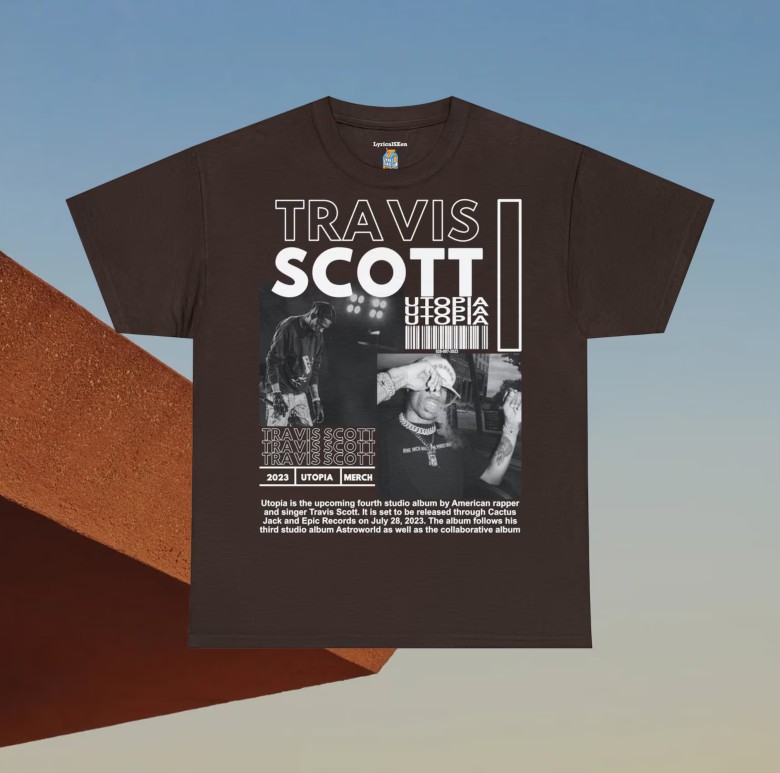 LyricalSXen
TRAVIS
SCOTT
UTOPIA
UTOPIA
UTOPIA
TRAVIS SCOTT
TRAVIS SCOTT
TRAVIS SCOTT
2023 UTOPIA MERCH
Utopia is the upcoming fourth studio album by American rapper
and singer Travis Scott. It is set to be released through Cactus
Jack and Epic Records on July 28, 2023. The album follows his
third studio album Astroworld as well as the collaborative album